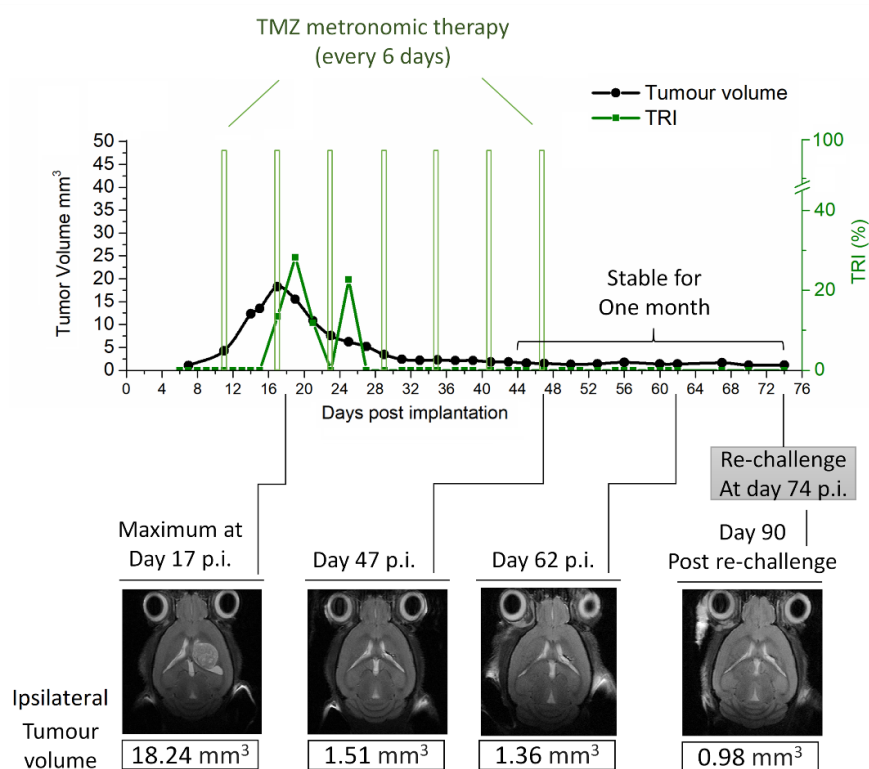 TMZ metronomic therapy
(every 6 days)
Tumour volume
TRI
Tumor Volume mm³
50
45
40
35
30
25
20
15
10
5
0
100
40
20
0
TRI (%)
Stable for
One month
0 4 8 12 16 20 24 28 32 36 40 44 48 52 56 60 64 68 72 76
Days post implantation
Re-challenge
At day 74 p.i.
Maximum at
Day 17 p.i.
Day 47 p.i.
Day 62 p.i.
Day 90
Post re-challenge
Ipsilateral
Tumour
volume
18.24 mm³
1.51 mm³
1.36 mm³
0.98 mm³